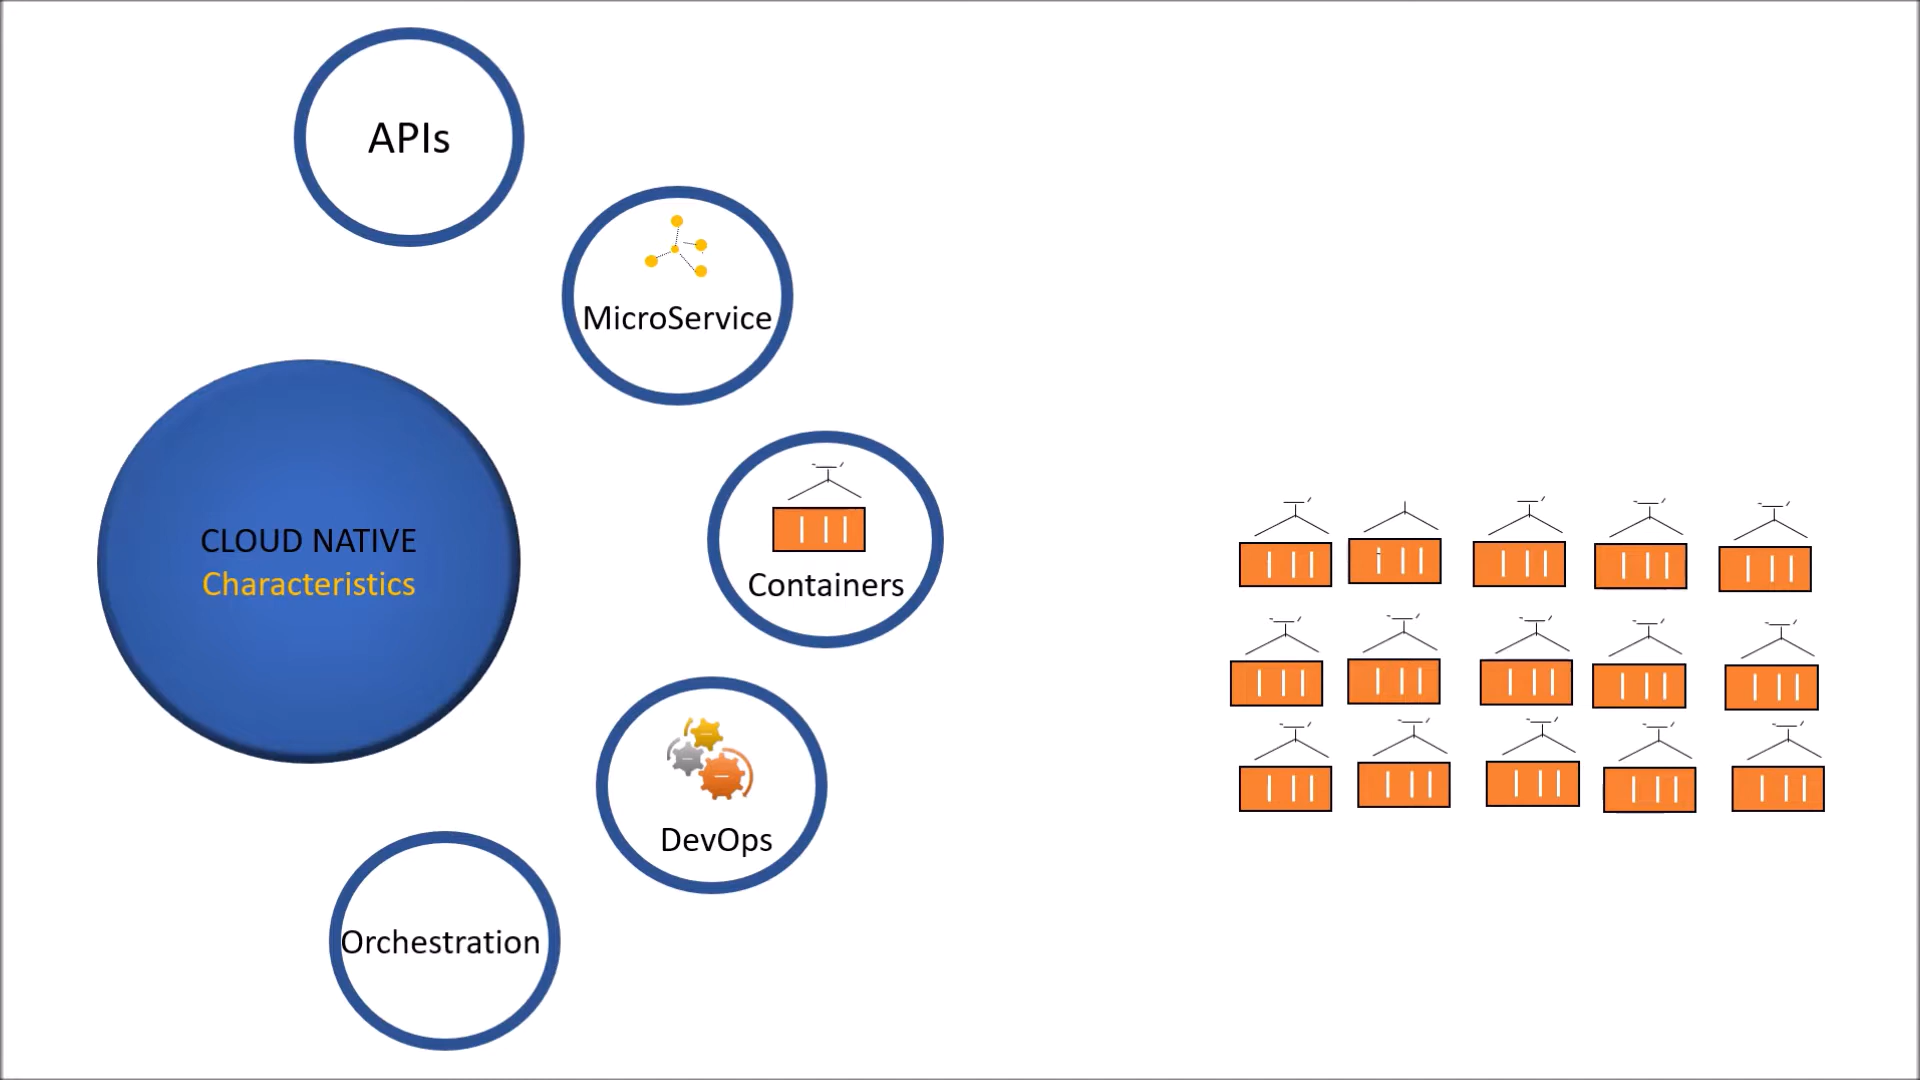 APIs
MicroService
CLOUD NATIVE
Characteristics
Containers
DevOps
Orchestration